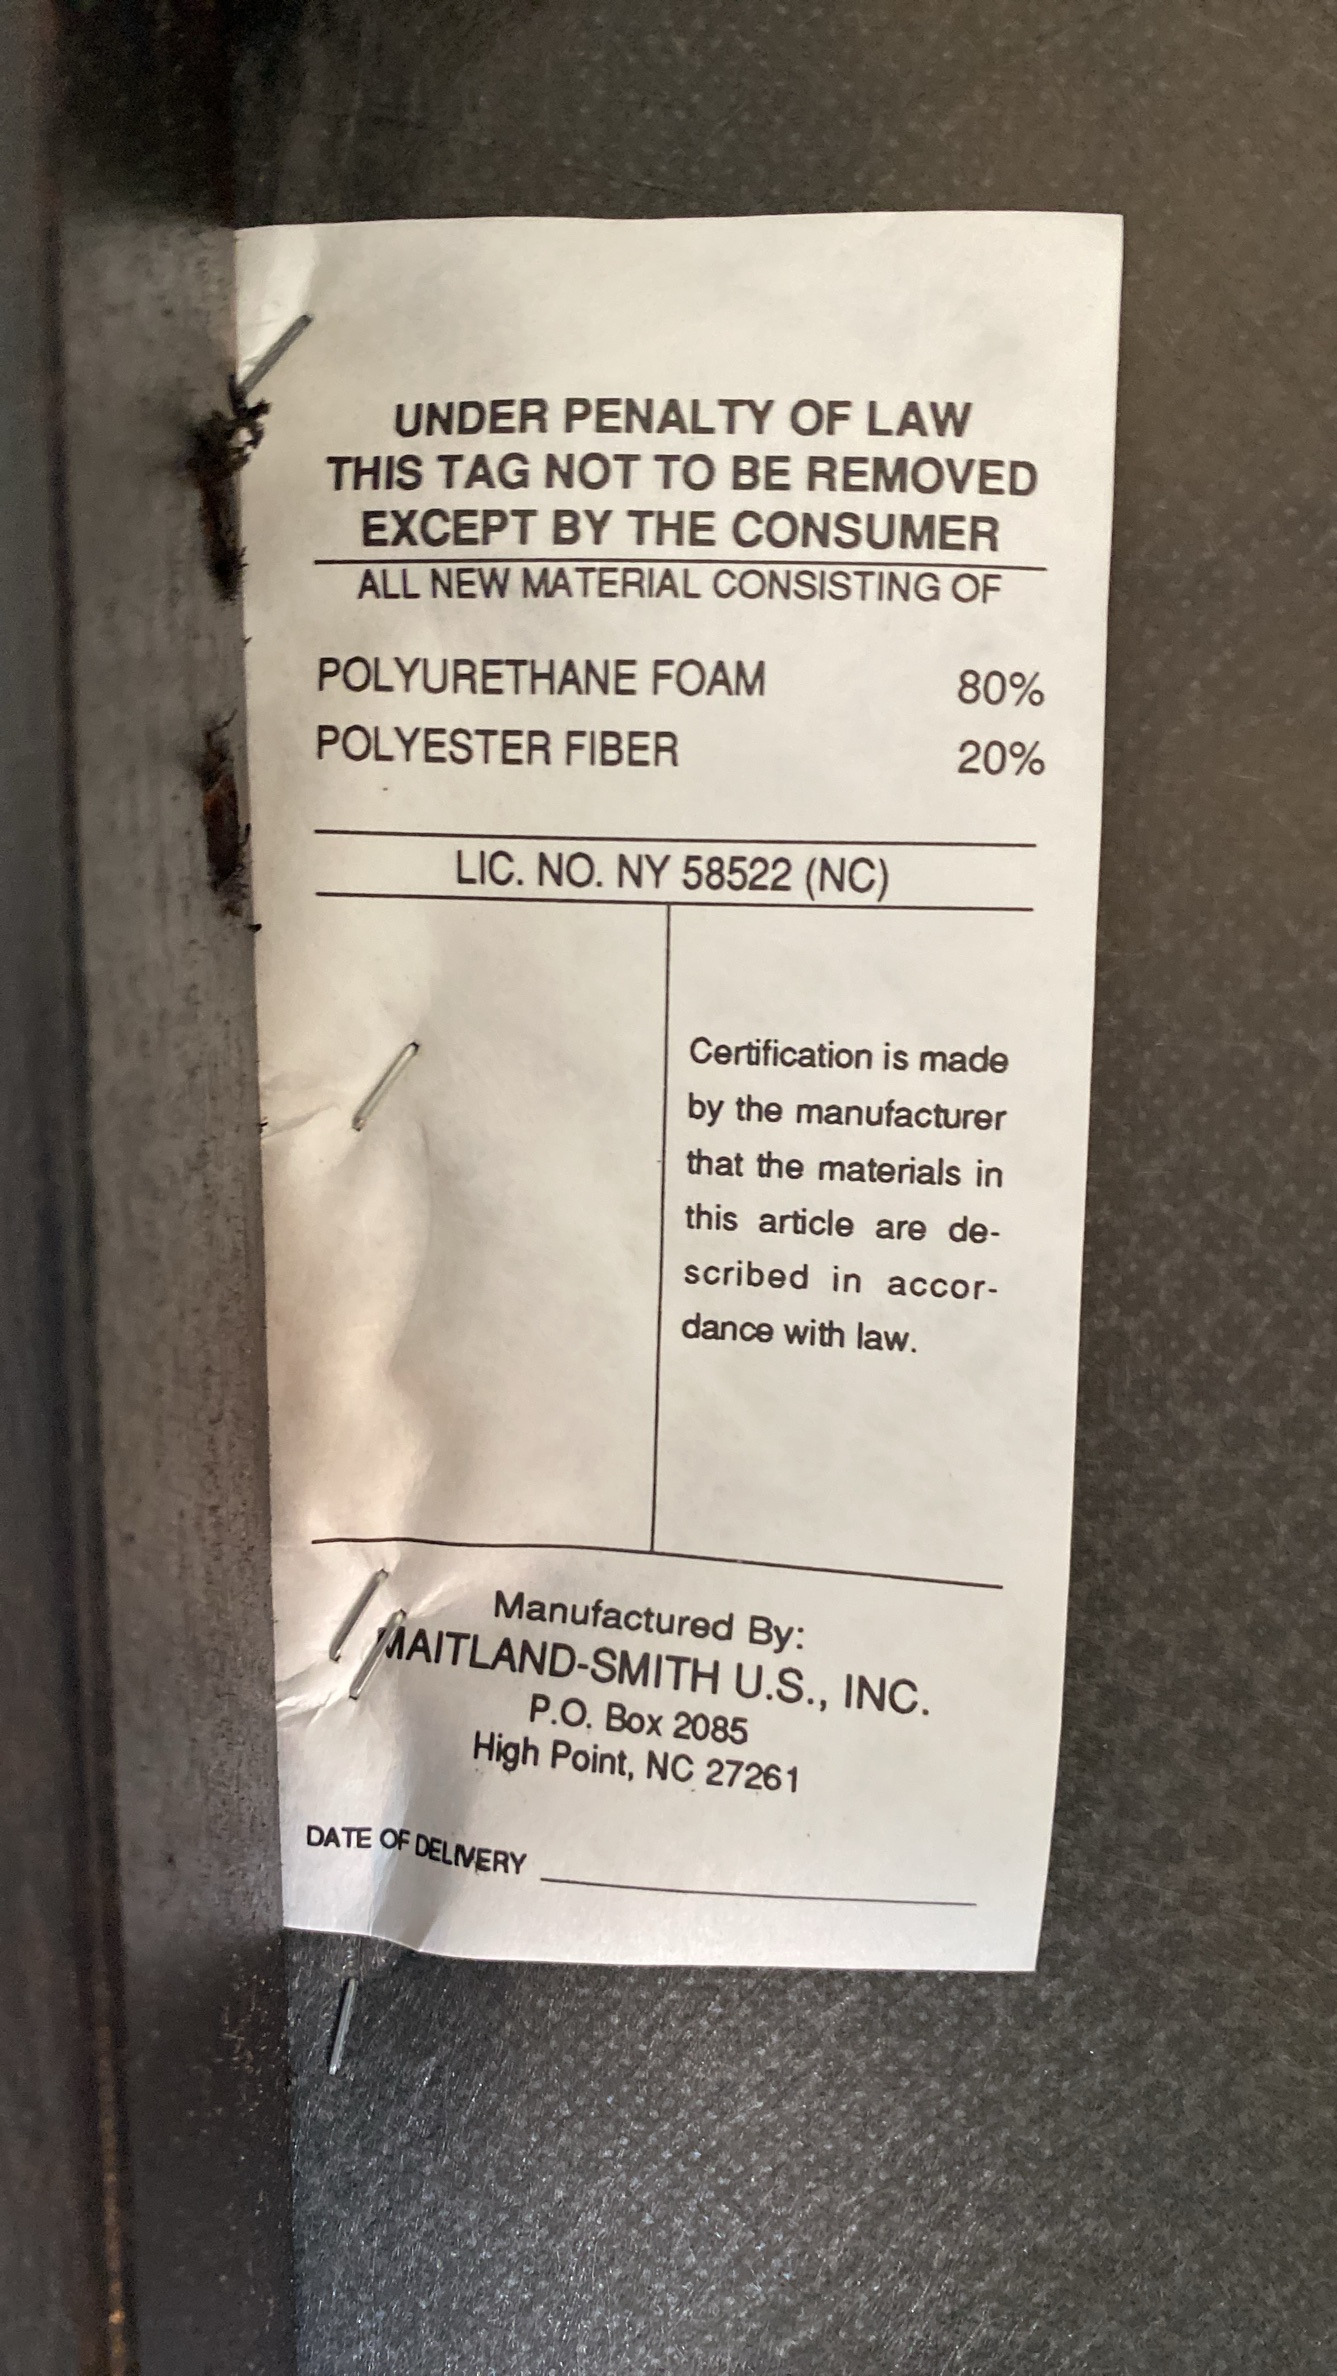 UNDER PENALTY OF LAW
THIS TAG NOT TO BE REMOVED
EXCEPT BY THE CONSUMER
ALL NEW MATERIAL CONSISTING OF
POLYURETHANE FOAM 80%
POLYESTER FIBER 20%
LIC. NO. NY 58522 (NC)
Certification is made
by the manufacturer
that the materials in
this article are de-
scribed in accor-
dance with law.
Manufactured By:
MAITLAND-SMITH U.S., INC.
P.O. Box 2085
High Point, NC 27261
DATE OF DELIVERY